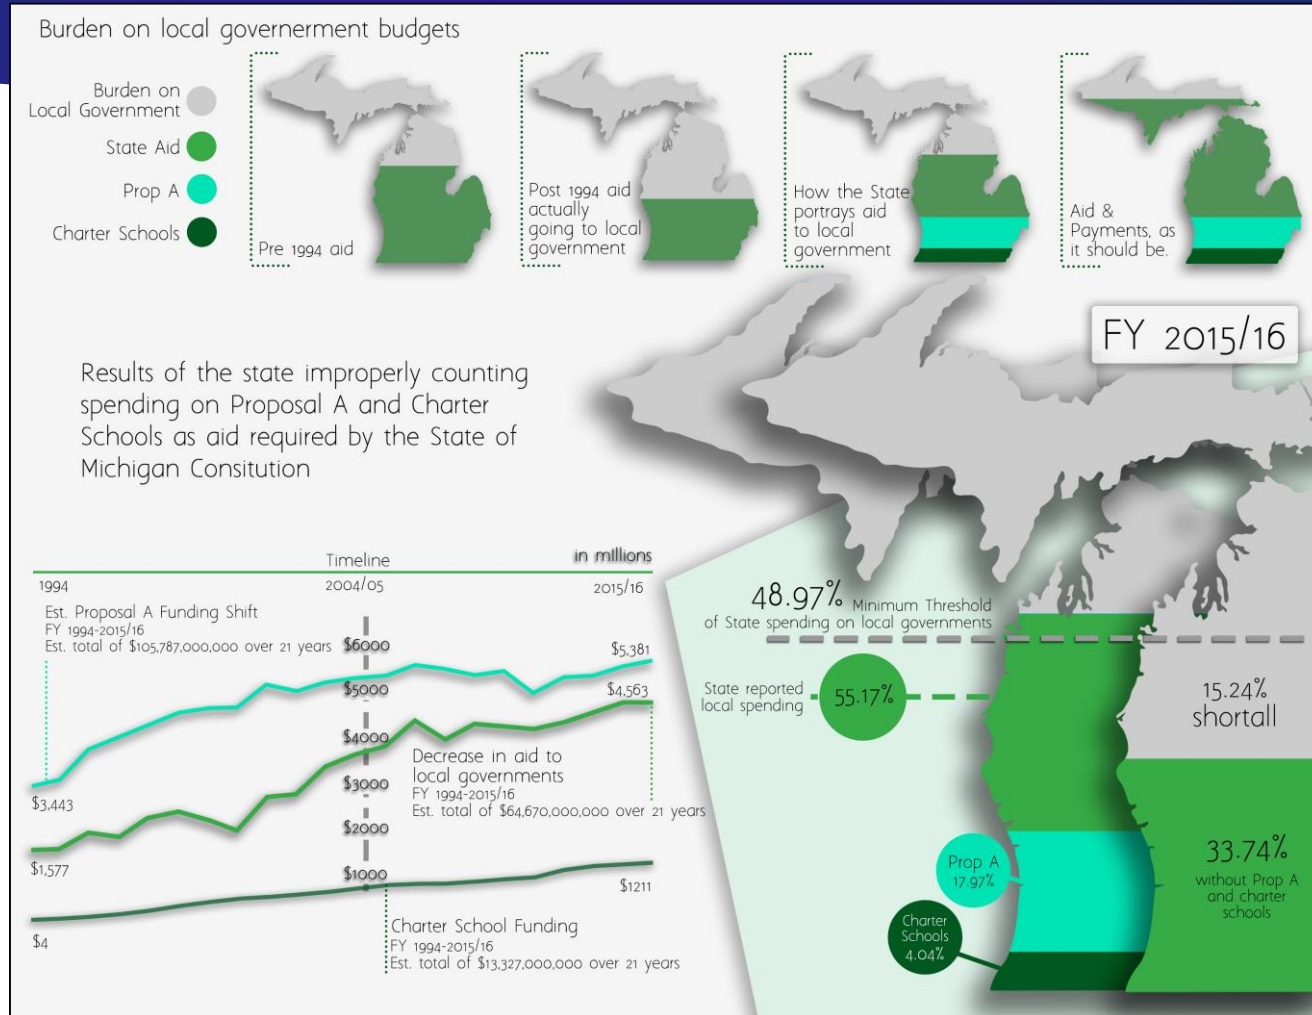 Burden on local governerment budgets
Burden on
Local Government
State Aid
Prop A
Charter Schools
Pre 1994 aid
Post 1994 aid
actually
going to local
government
How the State
portrays aid
to local
government
Aid &
Payments, as
it should be.
FY 2015/16
Results of the state improperly counting
spending on Proposal A and Charter
Schools as aid required by the State of
Michigan Consitution
Timeline
in millions
1994
2004/05
2015/16
Est. Proposal A Funding Shift
FY 1994-2015/16
Est. total of $105,787,000,000 over 21 years
$6000
$5000
$4000
$3000
$2000
$1000
$5,381
$4,563
$3,443
$1,577
$4
$1211
Decrease in aid to
local governments
FY 1994-2015/16
Est. total of $64,670,000,000 over 21 years
Charter School Funding
FY 1994-2015/16
Est. total of $13,327,000,000 over 21 years
48.97% Minimum Threshold
of State spending on local governments
State reported
local spending
55.17%
15.24%
shortall
Prop A
17.97%
33.74%
without Prop A
and charter
schools
Charter
Schools
4.04%